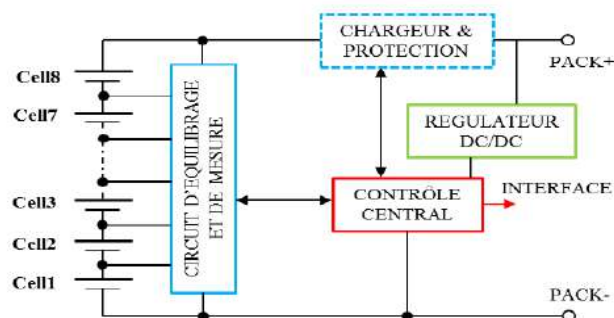 CHARGEUR &
PROTECTION
PACK+
Cell8
Cell7
REGULATEUR
DC/DC
CIRCUIT D'EQUILIBRAGE
ET DE MESURE
INTERFACE
CONTRÔLE
CENTRAL
Cell3
Cell2
Cell1
PACK-